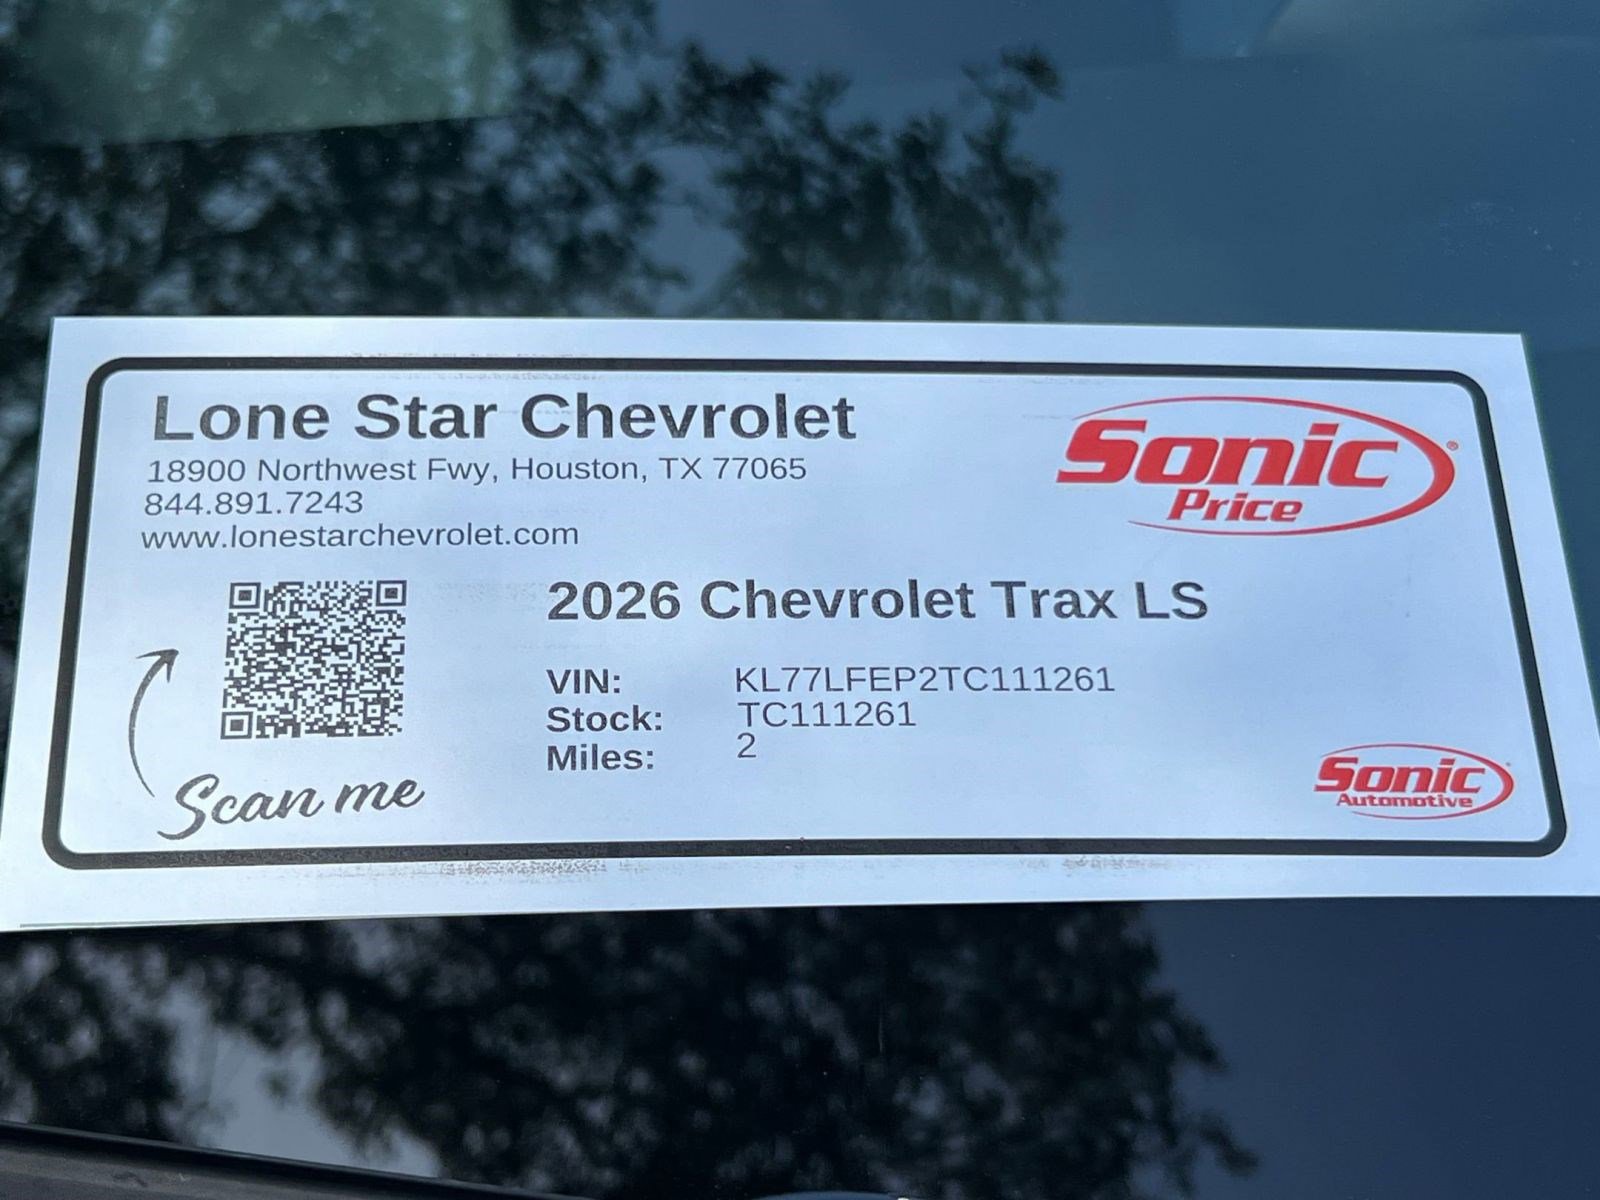 Lone Star Chevrolet
18900 Northwest Fwy, Houston, TX 77065
844.891.7243
www.lonestarchevrolet.com
Sonic®
Price
2026 Chevrolet Trax LS
VIN: KL77LFEP2TC111261
Stock: TC111261
Miles: 2
Scan me
Sonic
Automotive